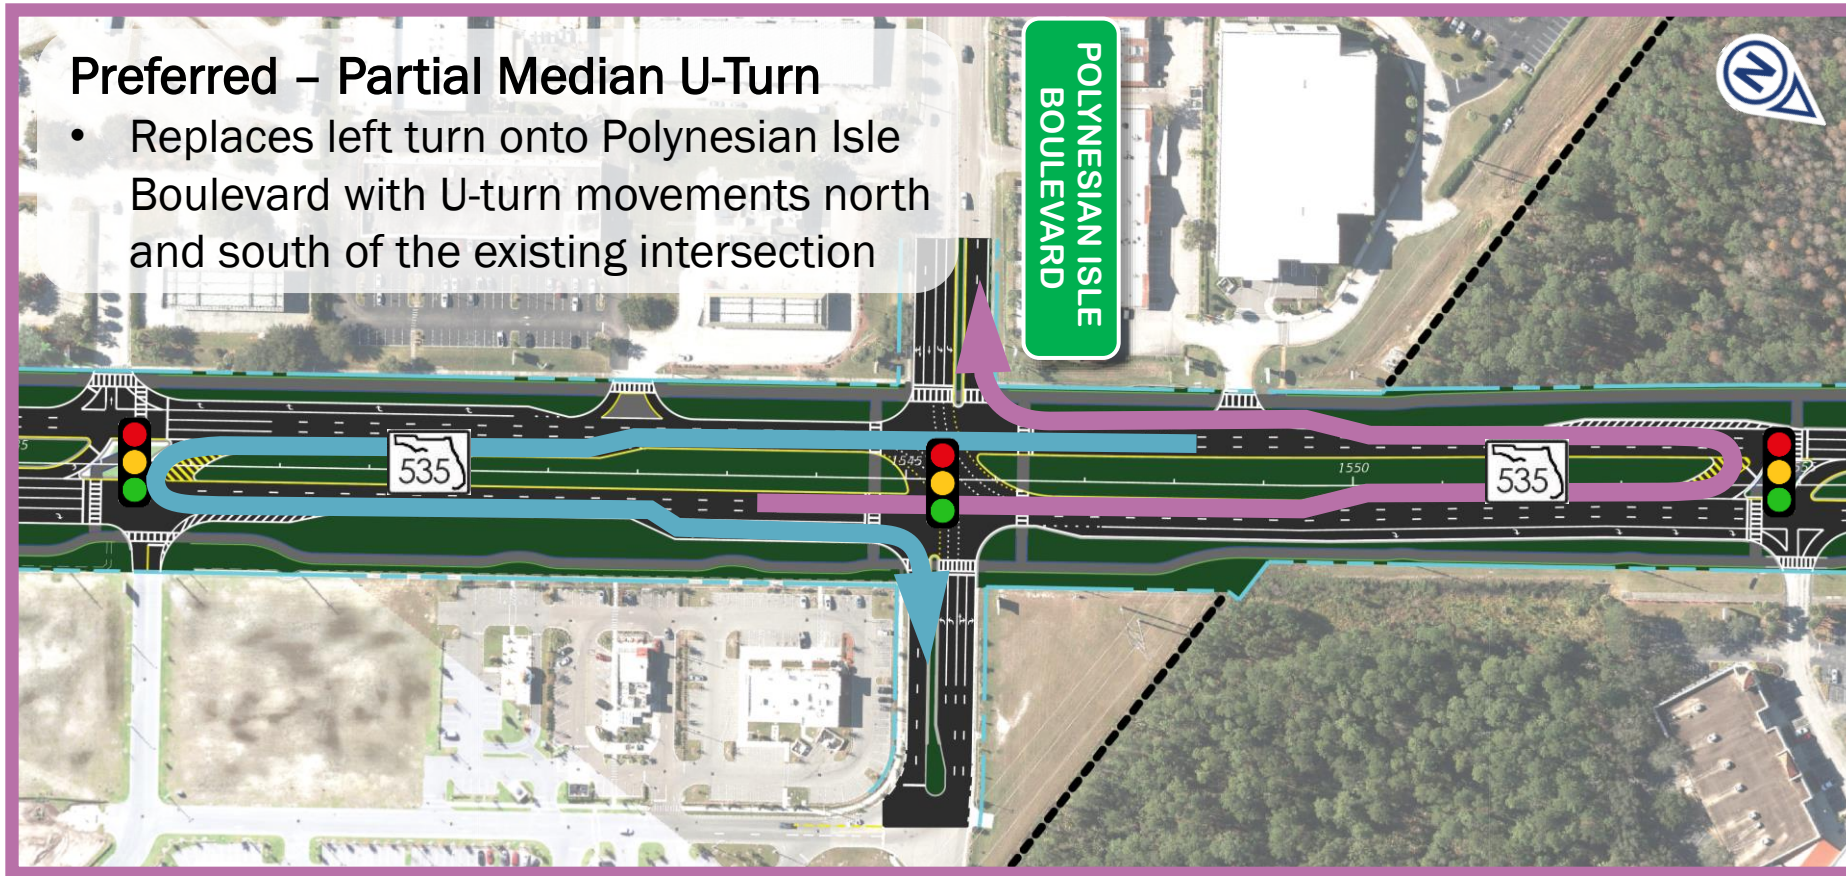 Preferred – Partial Median U-Turn
• Replaces left turn onto Polynesian Isle
Boulevard with U-turn movements north
and south of the existing intersection
POLYNESIAN ISLE
BOULEVARD
N
535
1545
1550
535